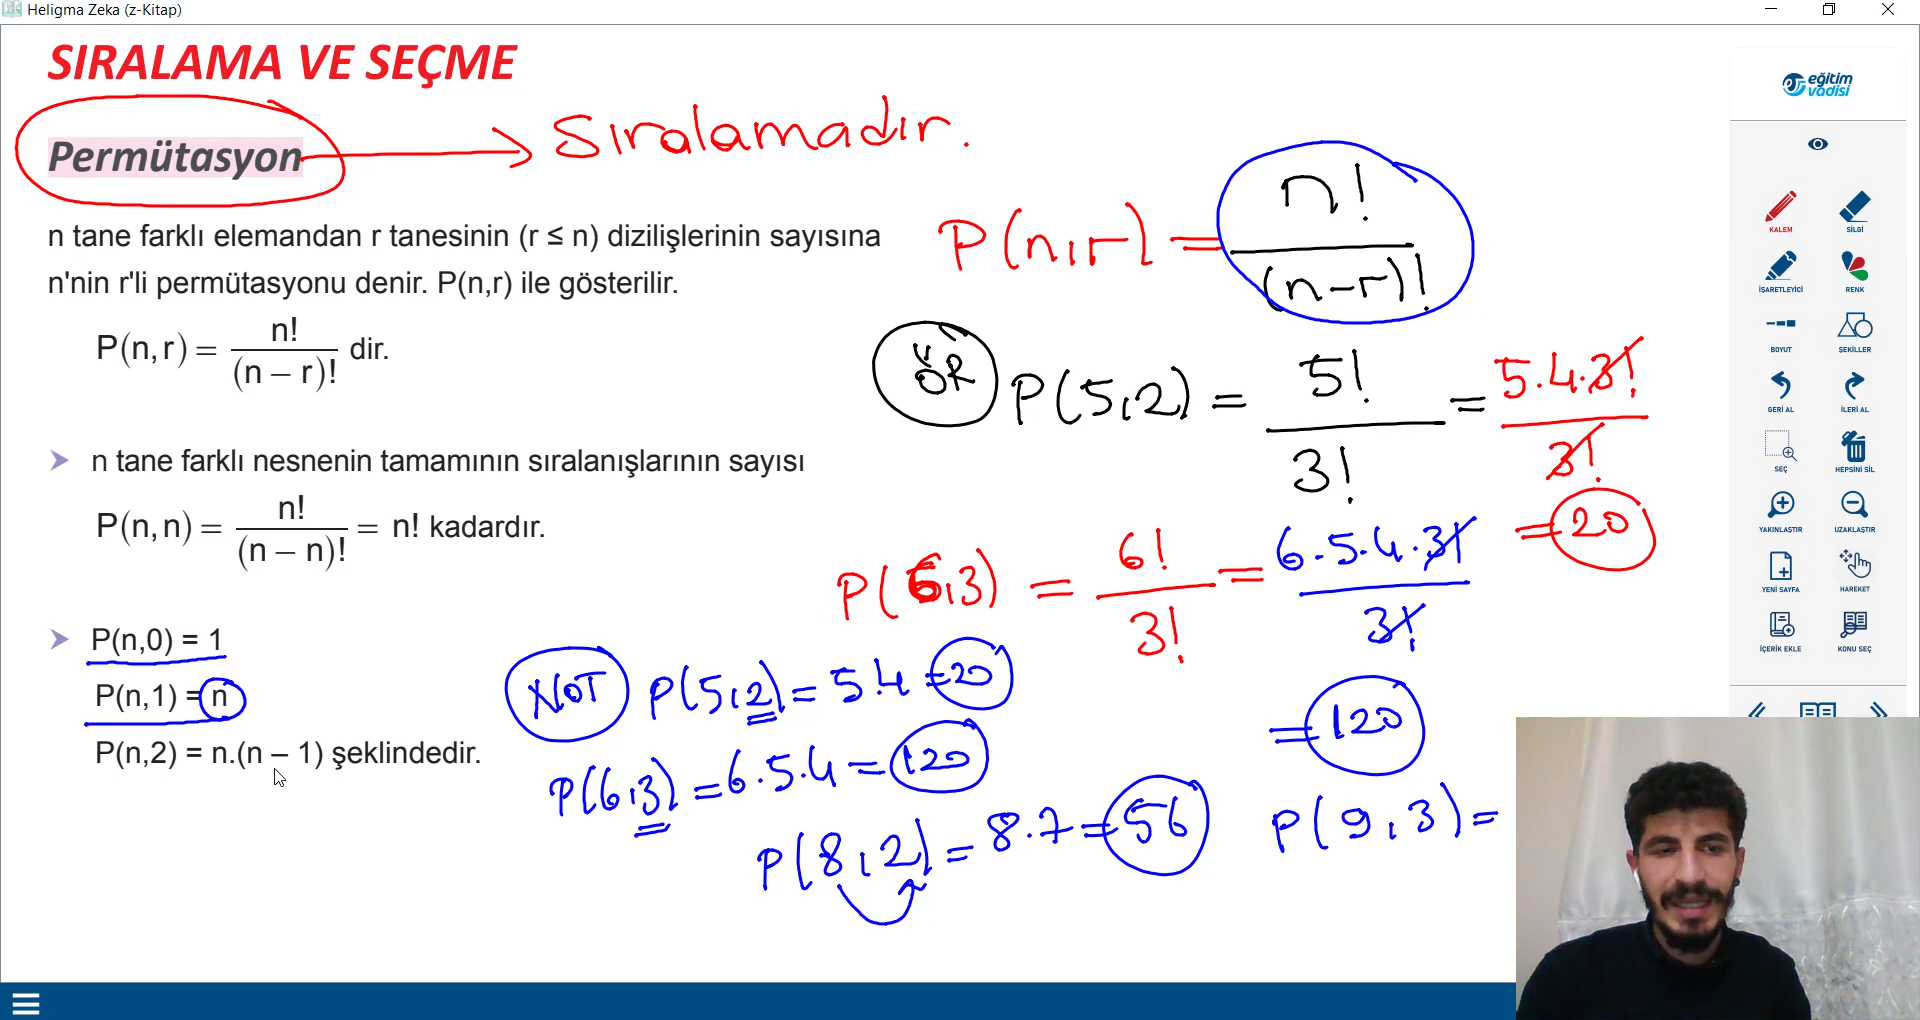 Heligma Zeka (z-Kitap)
SIRALAMA VE SEÇME
Permütasyon
Sıralamadır.
n tane farklı elemandan r tanesinin (r ≤ n) dizilişlerinin sayısına
n'nin r'li permütasyonu denir. P(n,r) ile gösterilir.
P(n,r) = n! / (n – r)! dir.
n tane farklı nesnenin tamamının sıralanışlarının sayısı
P(n,n) = n! / (n – n)! = n! kadardır.
P(n,0) = 1
P(n,1) = n
P(n,2) = n.(n – 1) şeklindedir.
P(n,r) = n! / (n-r)!
ÖR P(5,2) = 5! / 3! = 5.4.3! / 3! = 20
P(6,3) = 6! / 3! = 6.5.4.3! / 3! = 120
NOT P(5,2) = 5.4 = 20
P(6,3) = 6.5.4 = 120
P(8,2) = 8.7 = 56
P(9,3) =
eğitim
vadisi
KALEM
SİLGİ
İŞARETLEYİCİ
RENK
BOYUT
ŞEKİLLER
GERİ AL
İLERİ AL
SEÇ
HEPSİNİ SİL
YAKINLAŞTIR
UZAKLAŞTIR
YENİ SAYFA
HAREKET
İÇERİK EKLE
KONU SEÇ